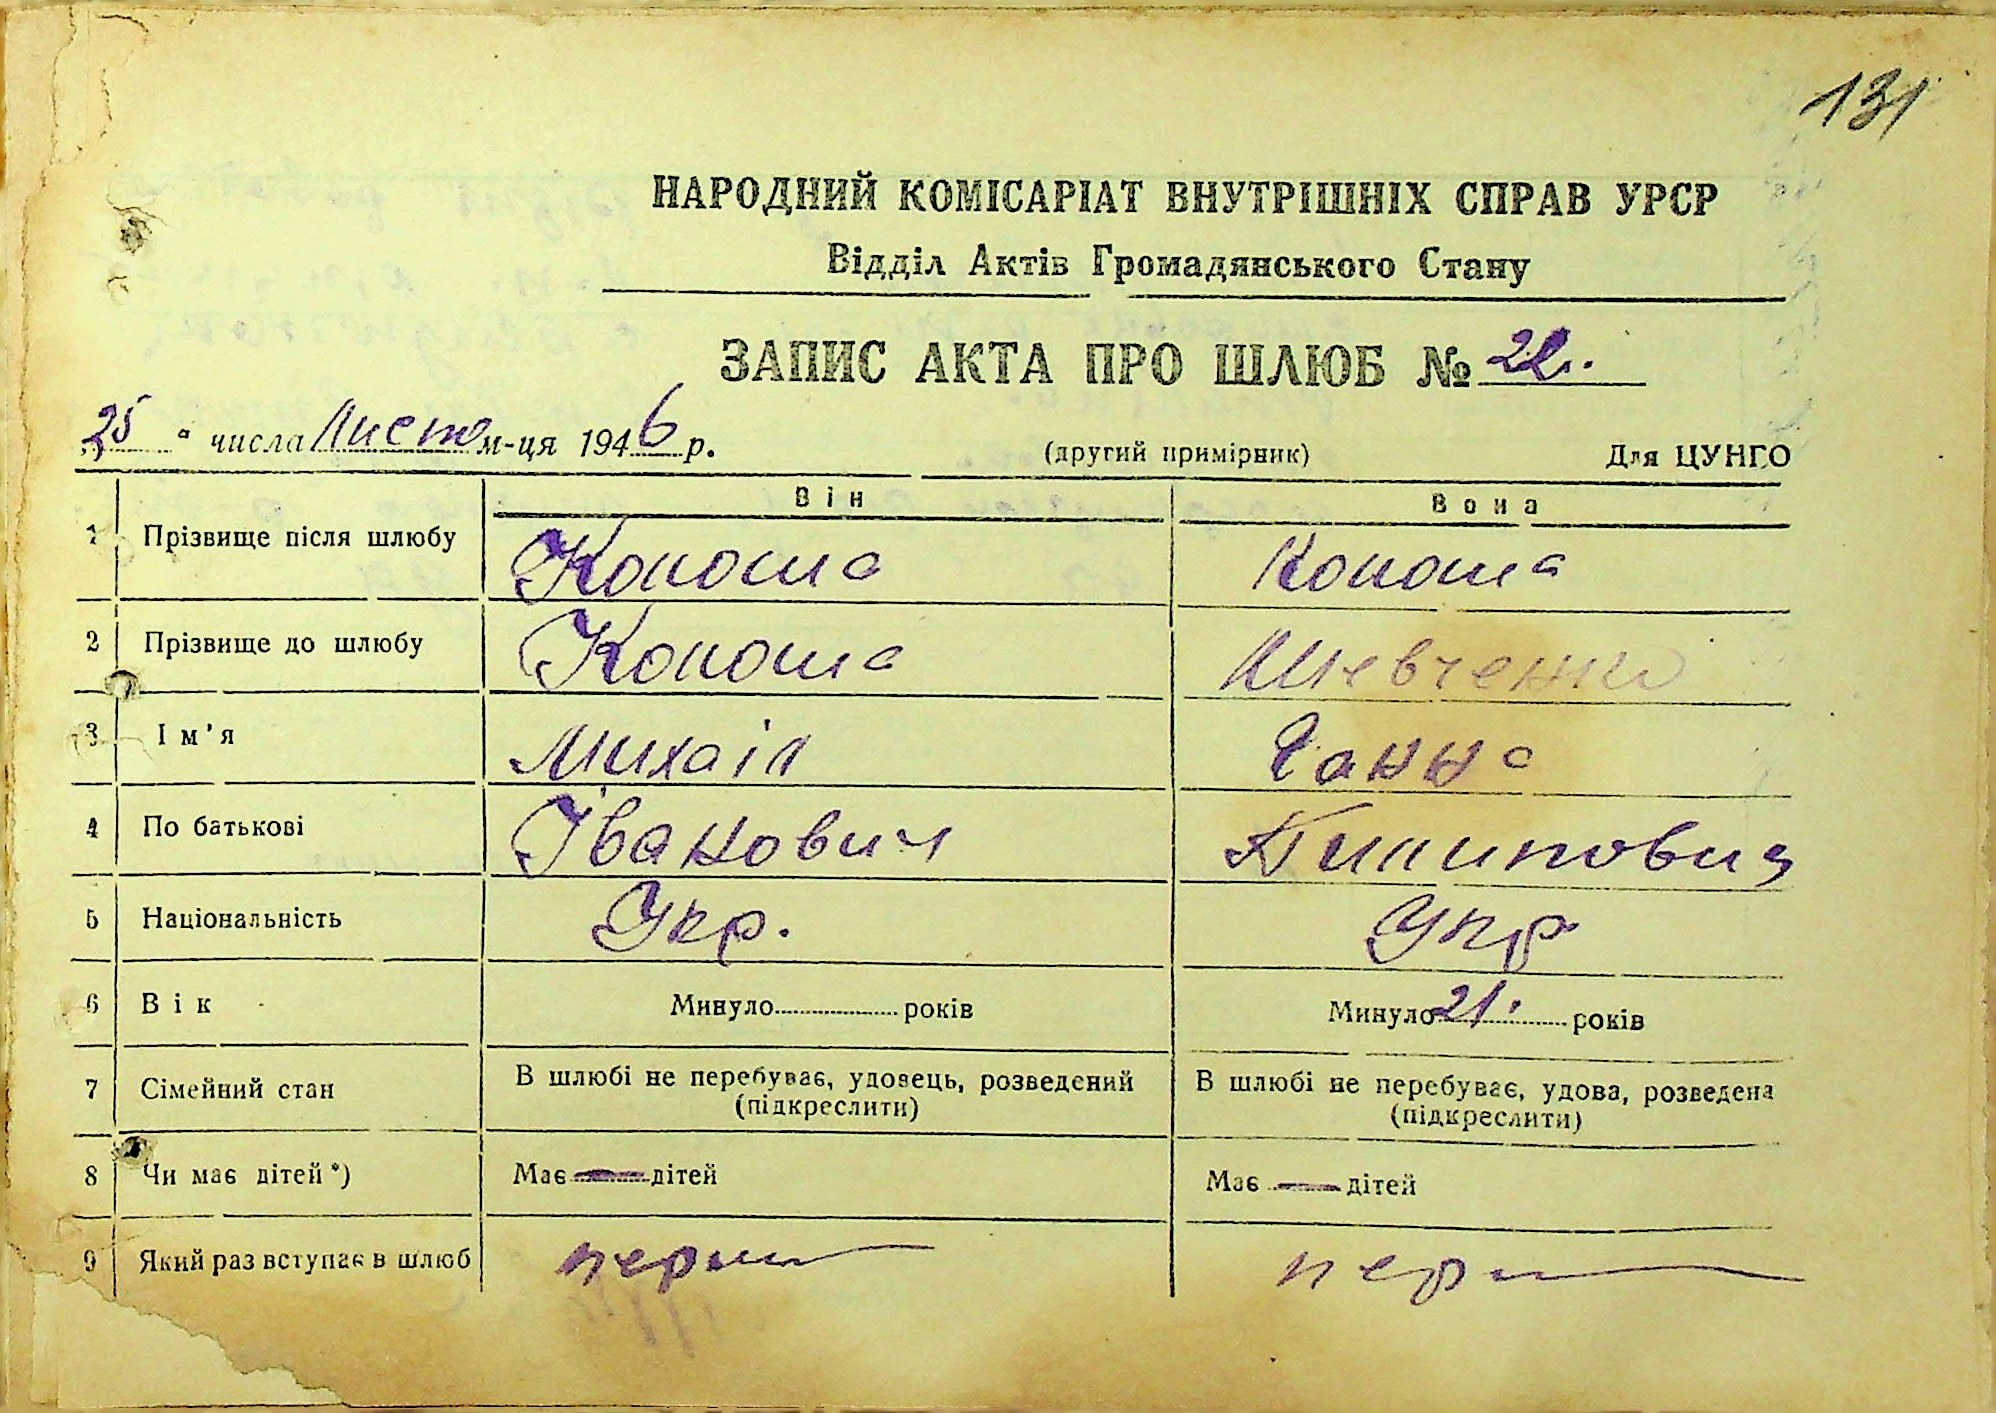 131
НАРОДНИЙ КОМІСАРІАТ ВНУТРІШНІХ СПРАВ УРСР
Відділ Актів Громадянського Стану
ЗАПИС АКТА ПРО ШЛЮБ № 22.
25 " числа Листо м-ця 1946 р. (другий примірник) Для ЦУНГО
Він Вона
1 Прізвище після шлюбу Коноша Коноша
2 Прізвище до шлюбу Коноша Шевченко
3 Ім'я Михаіл Ганна
4 По батькові Іванович Пилиповна
5 Національність Укр. Укр
6 Вік Минуло років Минуло 21. років
7 Сімейний стан В шлюбі не перебуває, удовець, розведений (підкреслити) В шлюбі не перебуває, удова, розведена (підкреслити)
8 Чи має дітей*) Має — дітей Має — дітей
9 Який раз вступає в шлюб перш перш